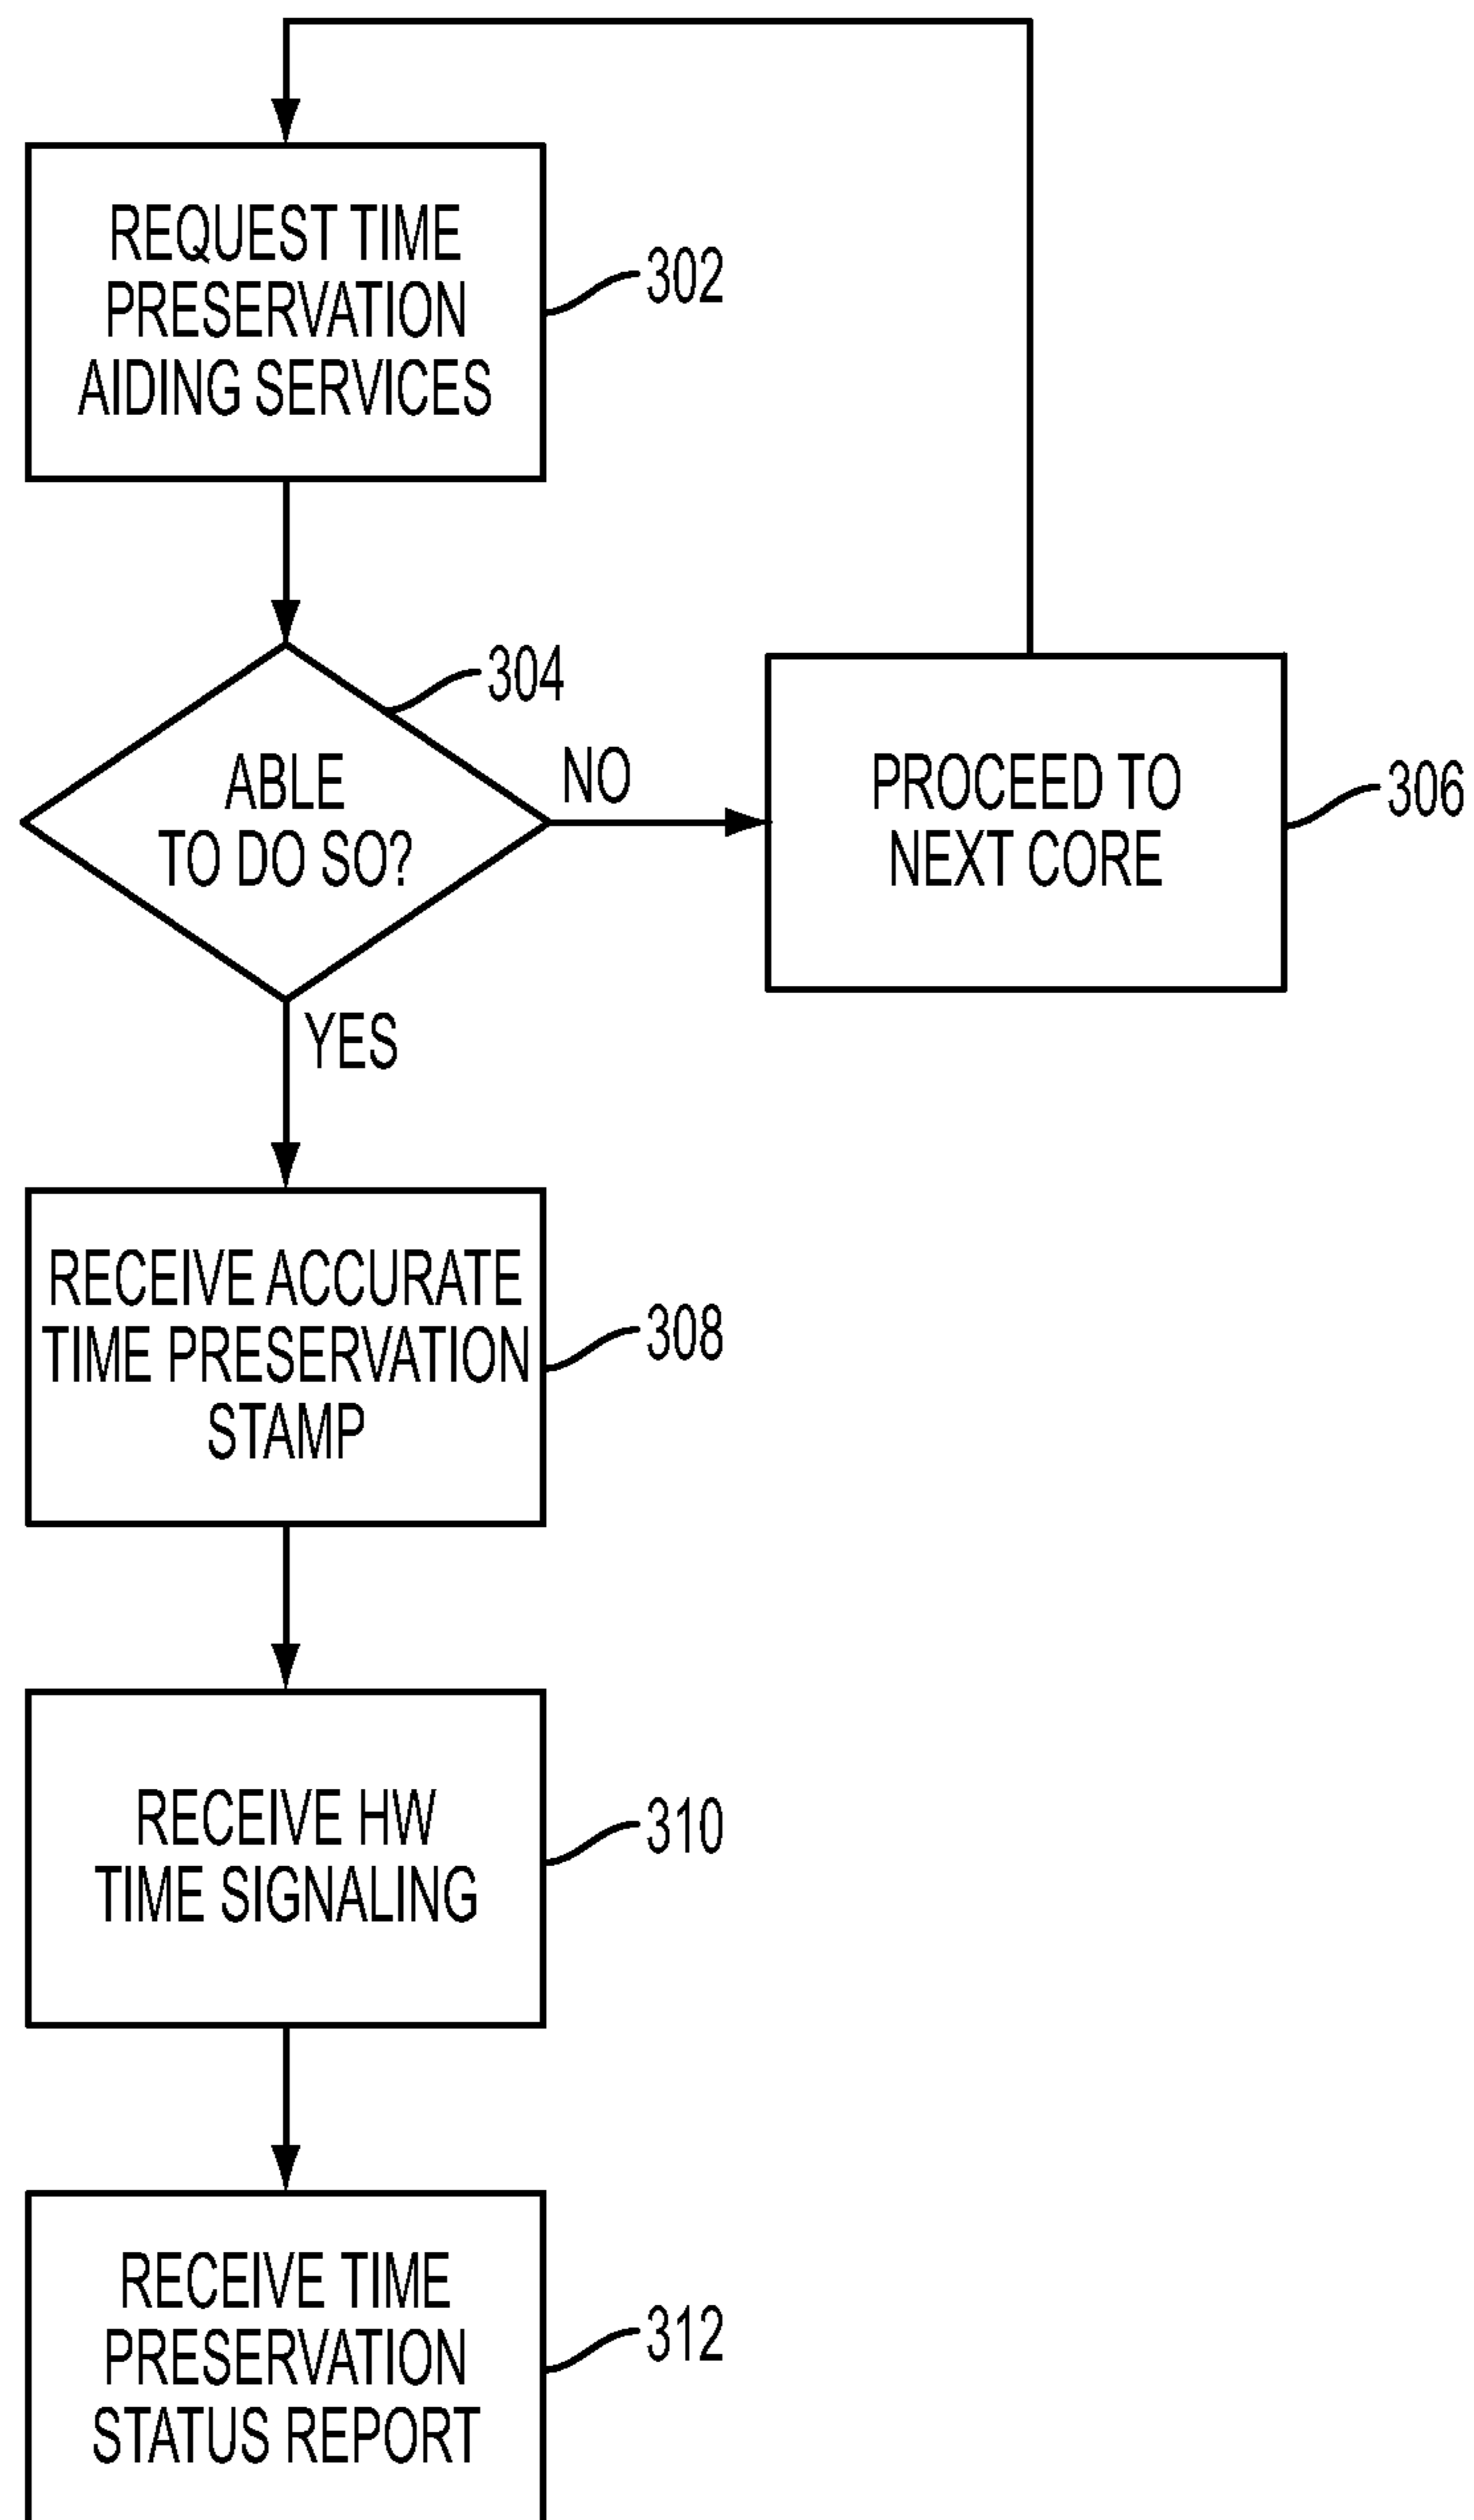 REQUEST TIME
PRESERVATION
AIDING SERVICES
302
304
ABLE
TO DO SO?
NO
PROCEED TO
NEXT CORE
306
YES
RECEIVE ACCURATE
TIME PRESERVATION
STAMP
308
RECEIVE HW
TIME SIGNALING
310
RECEIVE TIME
PRESERVATION
STATUS REPORT
312